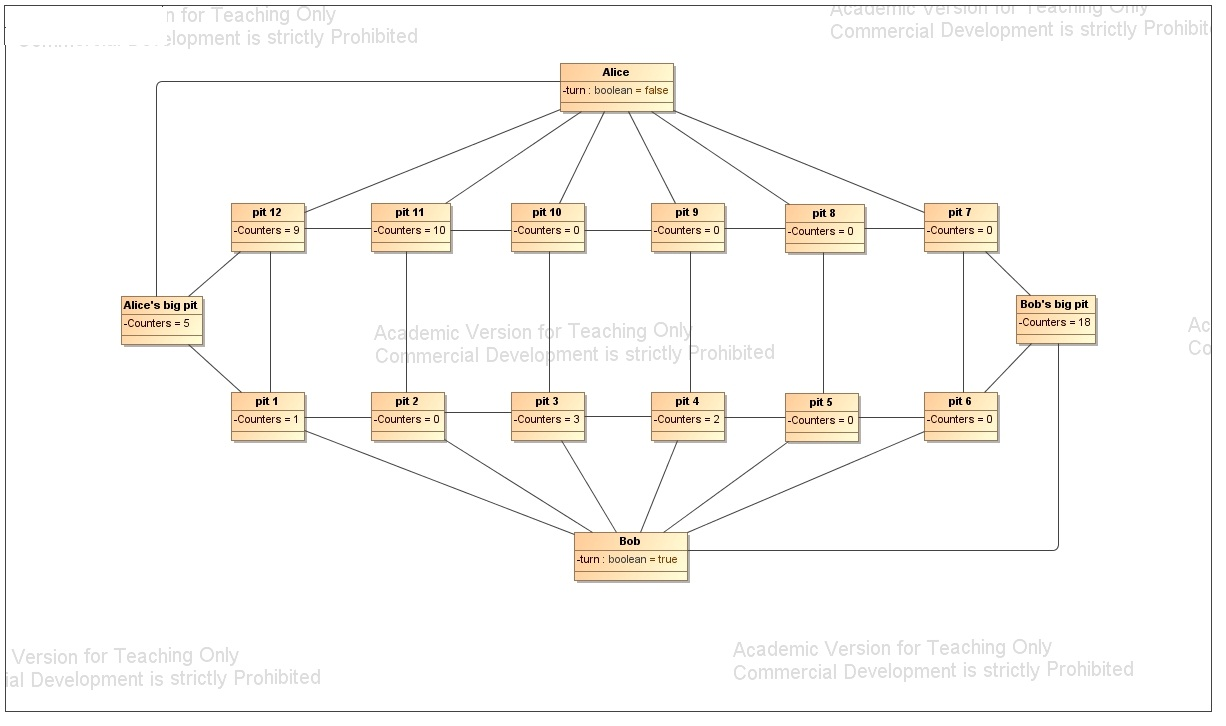 n for Teaching Only
Academic Version for Teaching Only
Commercial Development is strictly Prohibited
Commercial Development is strictly Prohibit
Alice
-turn : boolean = false
pit 12
-Counters = 9
pit 11
-Counters = 10
pit 10
-Counters = 0
pit 9
-Counters = 0
pit 8
-Counters = 0
pit 7
-Counters = 0
Alice's big pit
-Counters = 5
Bob's big pit
-Counters = 18
Academic Version for Teaching Only
Commercial Development is strictly Prohibited
Ac
Co
pit 1
-Counters = 1
pit 2
-Counters = 0
pit 3
-Counters = 3
pit 4
-Counters = 2
pit 5
-Counters = 0
pit 6
-Counters = 0
Bob
-turn : boolean = true
Version for Teaching Only
ial Development is strictly Prohibited
Academic Version for Teaching Only
Commercial Development is strictly Prohibited